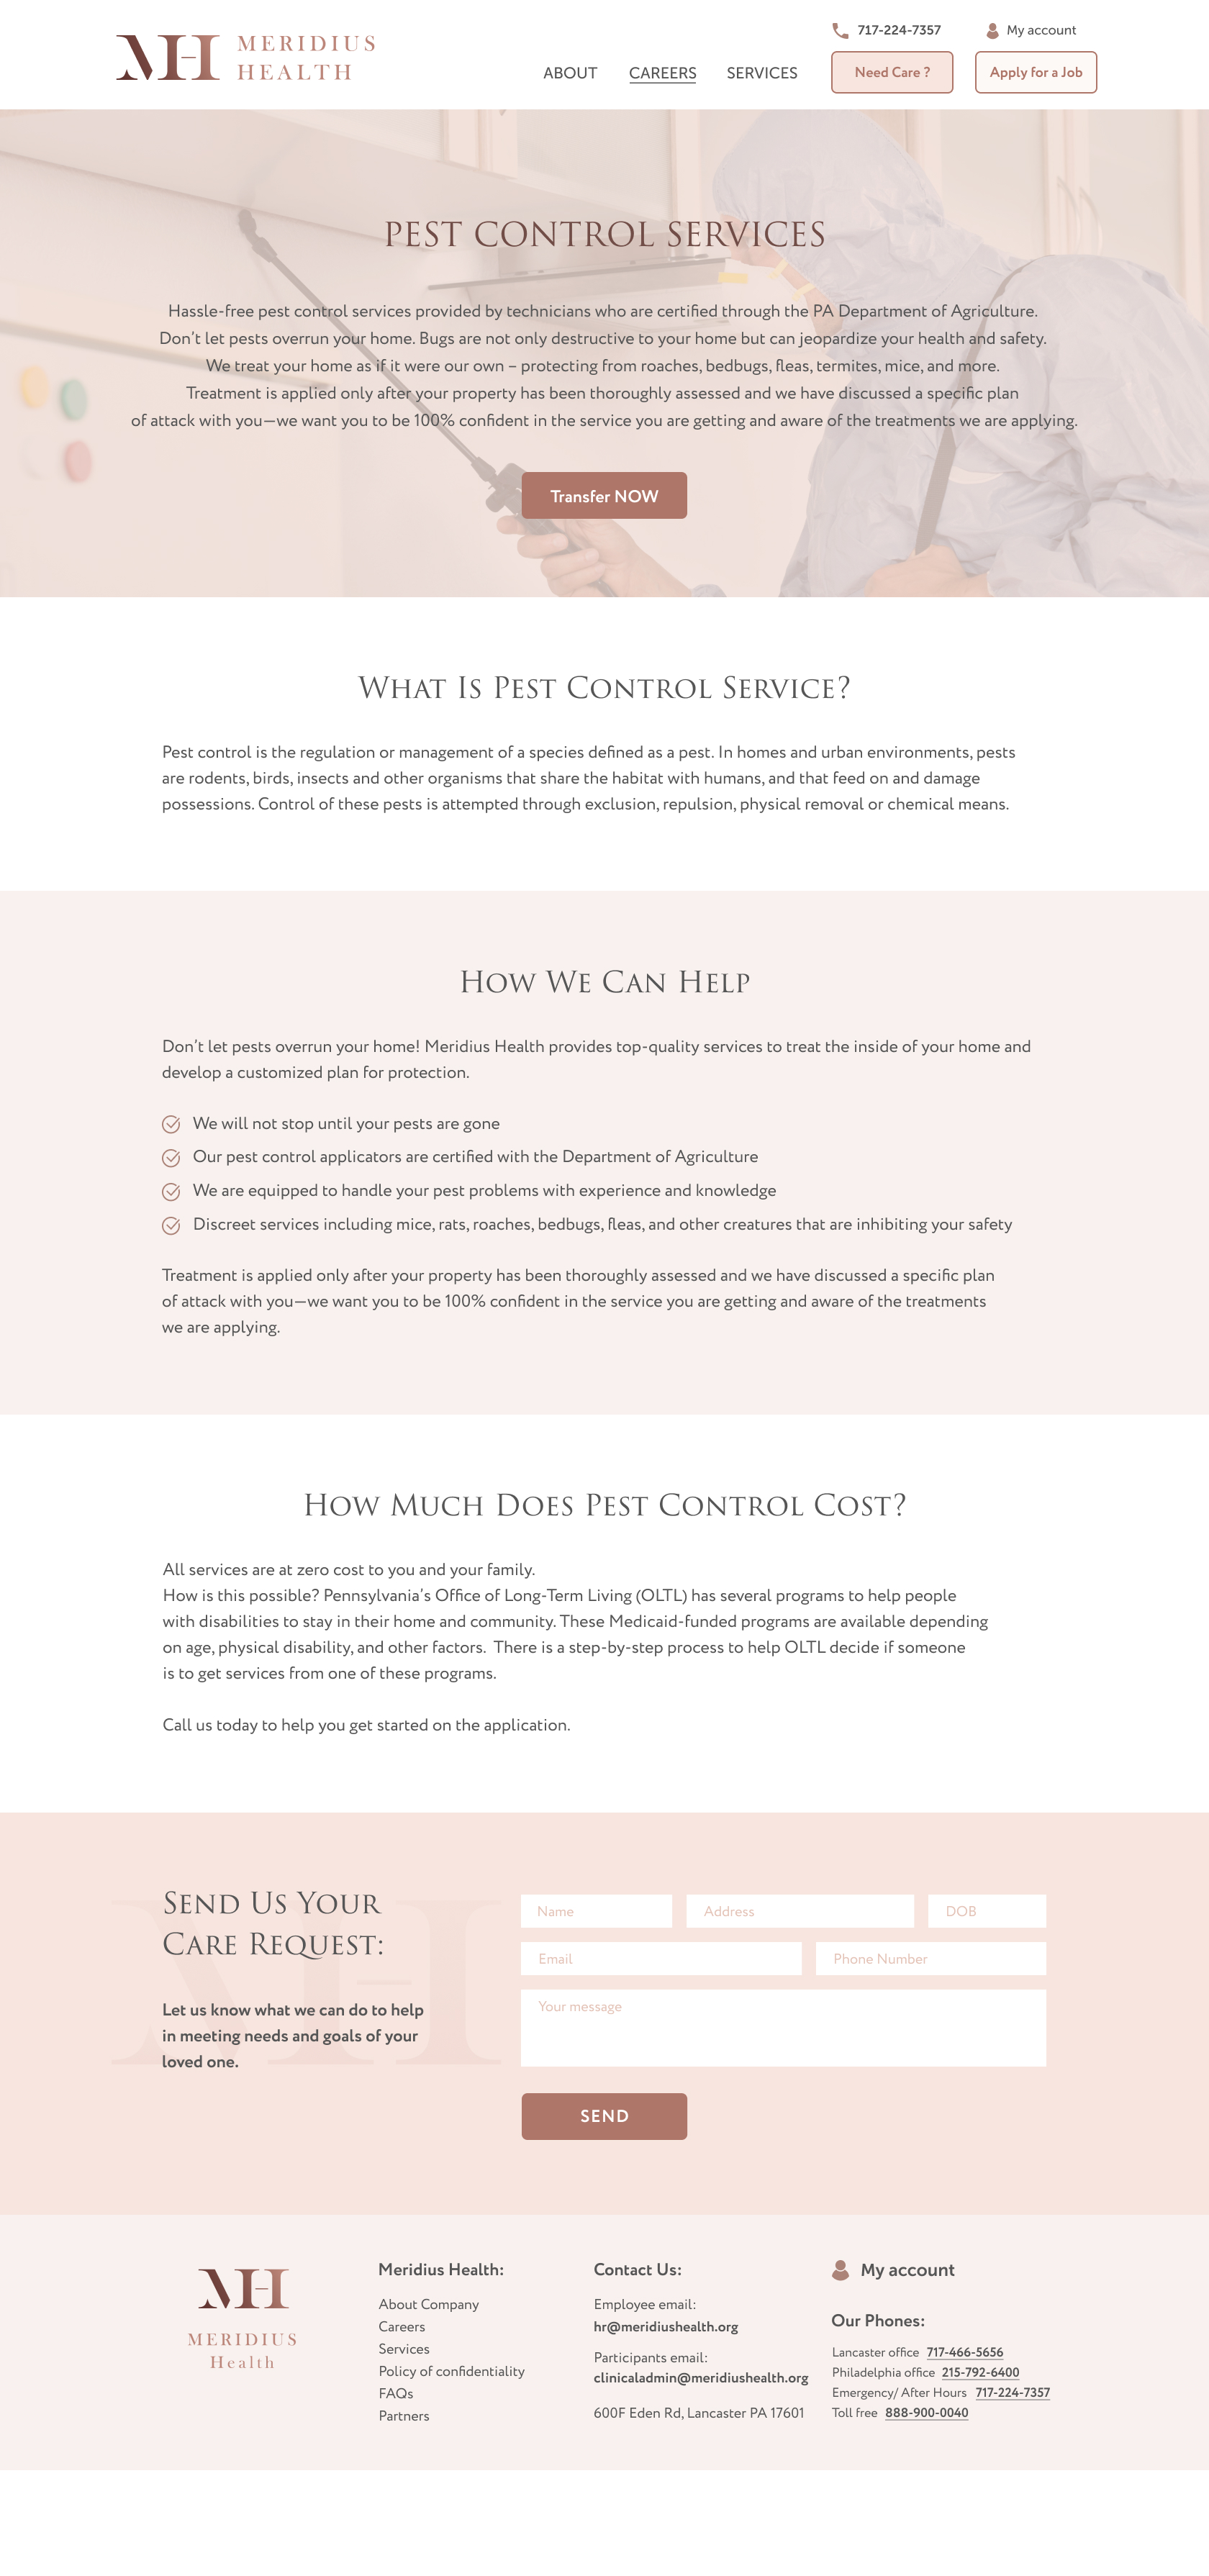 MERIDIUS
HEALTH
717-224-7357
My account
ABOUT
CAREERS
SERVICES
Need Care ?
Apply for a Job
PEST CONTROL SERVICES
Hassle-free pest control services provided by technicians who are certified through the PA Department of Agriculture.
Don't let pests overrun your home. Bugs are not only destructive to your home but can jeopardize your health and safety.
We treat your home as if it were our own – protecting from roaches, bedbugs, fleas, termites, mice, and more.
Treatment is applied only after your property has been thoroughly assessed and we have discussed a specific plan
of attack with you—we want you to be 100% confident in the service you are getting and aware of the treatments we are applying.
Transfer NOW
What Is Pest Control Service?
Pest control is the regulation or management of a species defined as a pest. In homes and urban environments, pests
are rodents, birds, insects and other organisms that share the habitat with humans, and that feed on and damage
possessions. Control of these pests is attempted through exclusion, repulsion, physical removal or chemical means.
How We Can Help
Don't let pests overrun your home! Meridius Health provides top-quality services to treat the inside of your home and
develop a customized plan for protection.
We will not stop until your pests are gone
Our pest control applicators are certified with the Department of Agriculture
We are equipped to handle your pest problems with experience and knowledge
Discreet services including mice, rats, roaches, bedbugs, fleas, and other creatures that are inhibiting your safety
Treatment is applied only after your property has been thoroughly assessed and we have discussed a specific plan
of attack with you—we want you to be 100% confident in the service you are getting and aware of the treatments
we are applying.
How Much Does Pest Control Cost?
All services are at zero cost to you and your family.
How is this possible? Pennsylvania's Office of Long-Term Living (OLTL) has several programs to help people
with disabilities to stay in their home and community. These Medicaid-funded programs are available depending
on age, physical disability, and other factors.  There is a step-by-step process to help OLTL decide if someone
is to get services from one of these programs.
Call us today to help you get started on the application.
Send Us Your
Care Request:
Let us know what we can do to help
in meeting needs and goals of your
loved one.
Name
Address
DOB
Email
Phone Number
Your message
SEND
MH
MERIDIUS
Health
Meridius Health:
About Company
Careers
Services
Policy of confidentiality
FAQs
Partners
Contact Us:
Employee email:
hr@meridiushealth.org
Participants email:
clinicaladmin@meridiushealth.org
600F Eden Rd, Lancaster PA 17601
My account
Our Phones:
Lancaster office 717-466-5656
Philadelphia office 215-792-6400
Emergency/ After Hours 717-224-7357
Toll free 888-900-0040